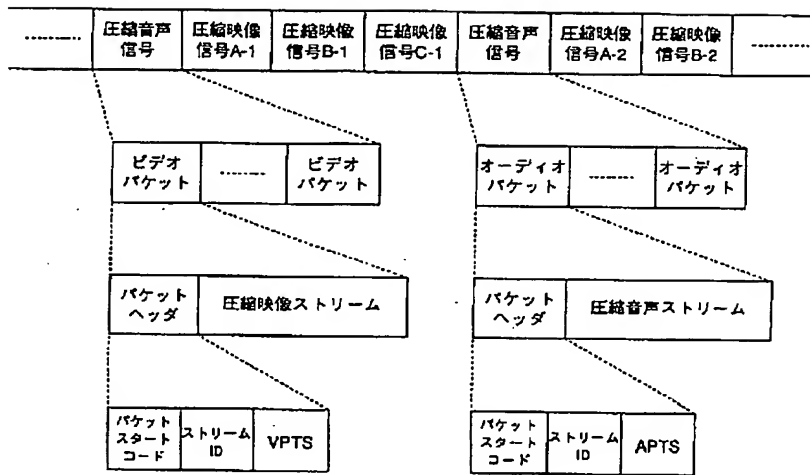 圧縮音声
信号
圧縮映像
信号A-1
圧縮映像
信号B-1
圧縮映像
信号C-1
圧縮音声
信号
圧縮映像
信号A-2
圧縮映像
信号B-2
ビデオ
パケット
ビデオ
パケット
オーディオ
パケット
オーディオ
パケット
パケット
ヘッダ
圧縮映像ストリーム
パケット
ヘッダ
圧縮音声ストリーム
パケット
スタート
コード
ストリーム
ID
VPTS
パケット
スタート
コード
ストリーム
ID
APTS